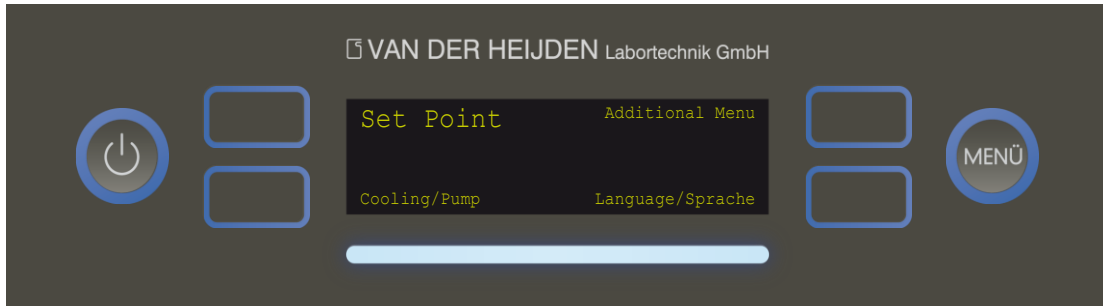 VAN DER HEIJDEN Labortechnik GmbH
Set Point
Additional Menu
MENÜ
Cooling/Pump
Language/Sprache